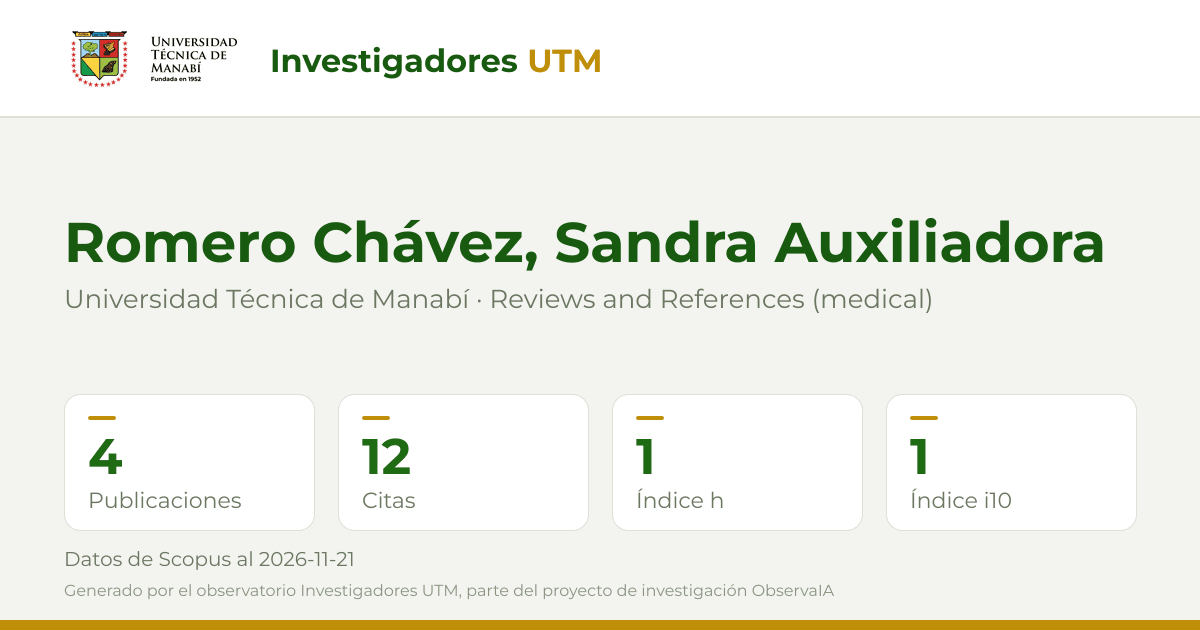 UNIVERSIDAD
TÉCNICA DE
MANABÍ
Fundada en 1952
Investigadores UTM
Romero Chávez, Sandra Auxiliadora
Universidad Técnica de Manabí · Reviews and References (medical)
4
Publicaciones
12
Citas
1
Índice h
1
Índice i10
Datos de Scopus al 2026-11-21
Generado por el observatorio Investigadores UTM, parte del proyecto de investigación ObservaIA